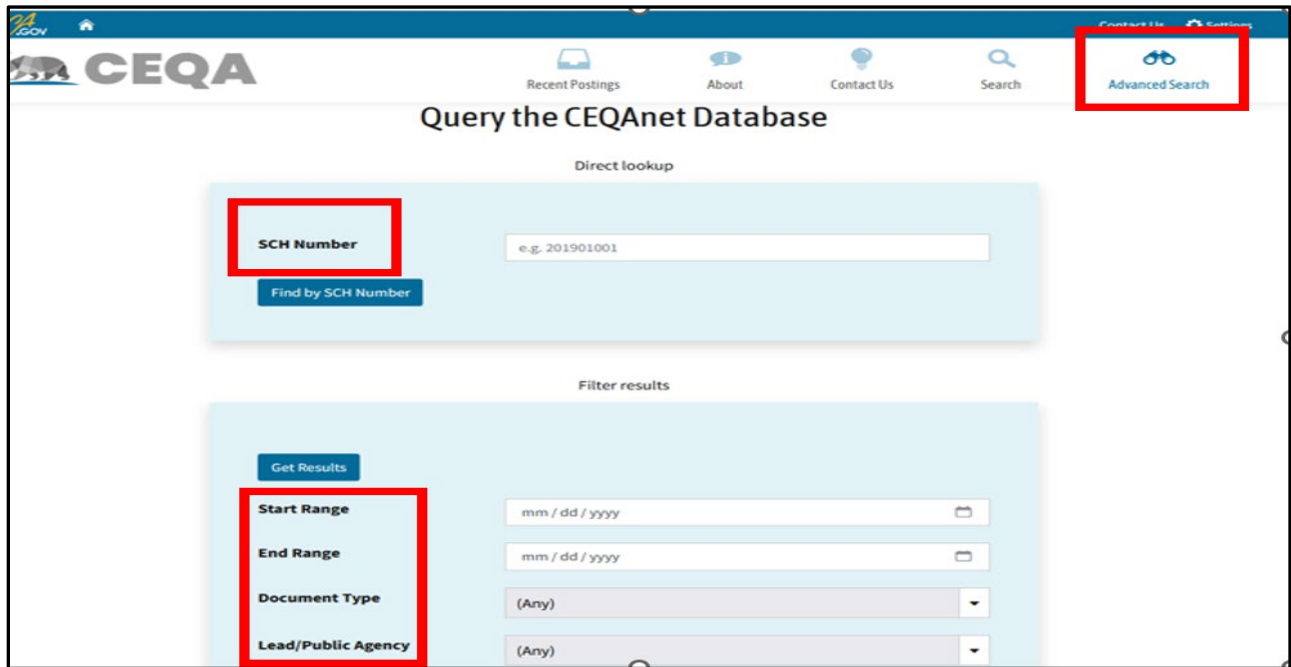 CA.GOV
Contact Us Settings
CEQA
Recent Postings About Contact Us Search Advanced Search
Query the CEQAnet Database
Direct lookup
SCH Number e.g. 201901001
Find by SCH Number
Filter results
Get Results
Start Range mm / dd / yyyy
End Range mm / dd / yyyy
Document Type (Any)
Lead/Public Agency (Any)